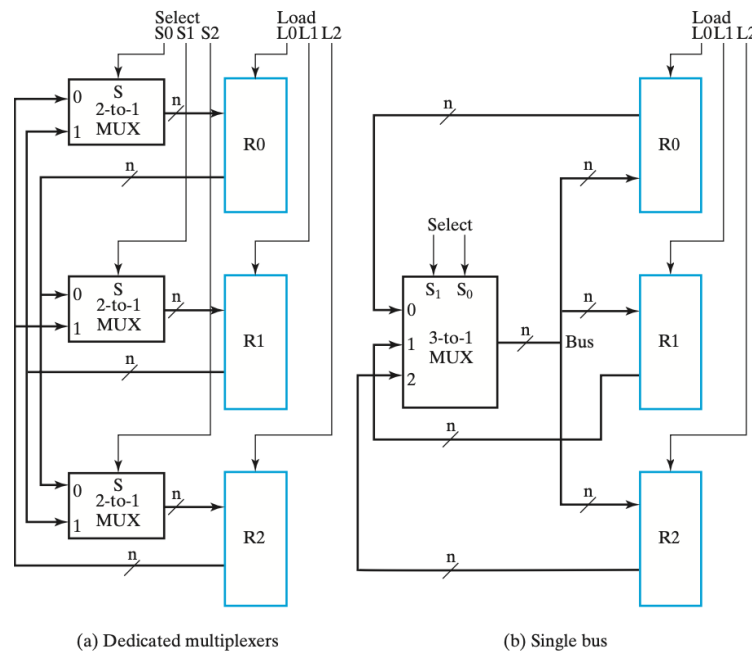 Select
S0 S1 S2
Load
L0 L1 L2
0
S
2-to-1
MUX
1
n
R0
n
0
S
2-to-1
MUX
1
n
R1
n
0
S
2-to-1
MUX
1
n
R2
n
(a) Dedicated multiplexers
Load
L0 L1 L2
n
R0
n
Select
S1 S0
0
1
2
3-to-1
MUX
n
Bus
n
R1
n
n
R2
n
(b) Single bus